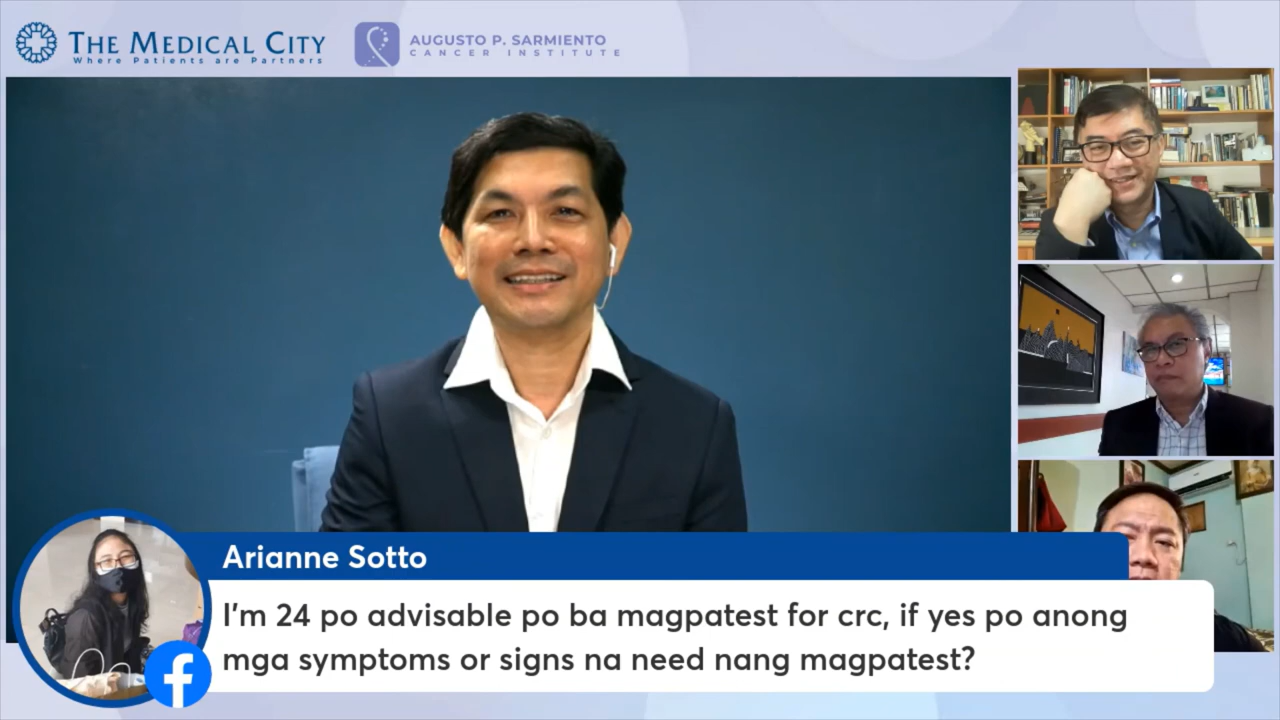 THE MEDICAL CITY
Where Patients are Partners
AUGUSTO P. SARMIENTO
CANCER INSTITUTE
Arianne Sotto
I'm 24 po advisable po ba magpatest for crc, if yes po anong
mga symptoms or signs na need nang magpatest?